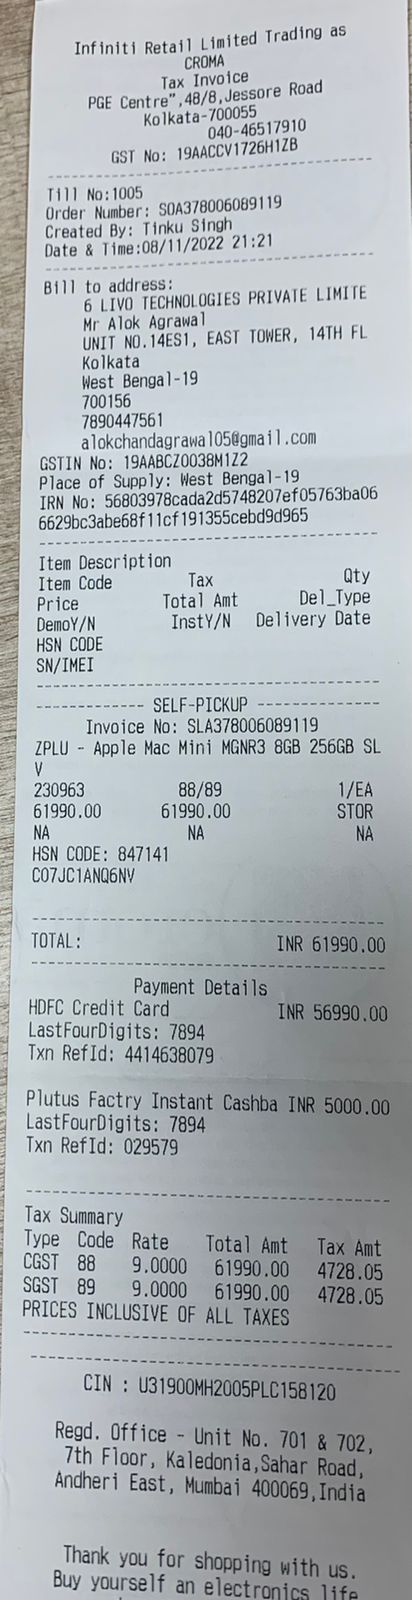 Infiniti Retail Limited Trading as
CROMA
Tax Invoice
PGE Centre",48/8,Jessore Road
Kolkata-700055
040-46517910
GST No: 19AACCV1726H1ZB
Till No:1005
Order Number: SOA378006089119
Created By: Tinku Singh
Date & Time:08/11/2022 21:21
Bill to address:
6 LIVO TECHNOLOGIES PRIVATE LIMITE
Mr Alok Agrawal
UNIT NO.14ES1, EAST TOWER, 14TH FL
Kolkata
West Bengal-19
700156
7890447561
alokchandagrawal05@gmail.com
GSTIN No: 19AABCZ0038M1Z2
Place of Supply: West Bengal-19
IRN No: 56803978cada2d5748207ef05763ba06
6629bc3abe68f11cf191355cebd9d965
Item Description
Item Code Tax Qty
Price Total Amt Del_Type
DemoY/N InstY/N Delivery Date
HSN CODE
SN/IMEI
------------- SELF-PICKUP ---------------
Invoice No: SLA378006089119
ZPLU - Apple Mac Mini MGNR3 8GB 256GB SL
V
230963 88/89 1/EA
61990.00 61990.00 STOR
NA NA NA
HSN CODE: 847141
C07JC1ANQ6NV
TOTAL: INR 61990.00
Payment Details
HDFC Credit Card INR 56990.00
LastFourDigits: 7894
Txn RefId: 4414638079
Plutus Factry Instant Cashba INR 5000.00
LastFourDigits: 7894
Txn RefId: 029579
Tax Summary
Type Code Rate Total Amt Tax Amt
CGST 88 9.0000 61990.00 4728.05
SGST 89 9.0000 61990.00 4728.05
PRICES INCLUSIVE OF ALL TAXES
CIN : U31900MH2005PLC158120
Regd. Office - Unit No. 701 & 702,
7th Floor, Kaledonia,Sahar Road,
Andheri East, Mumbai 400069,India
Thank you for shopping with us.
Buy yourself an electronics life